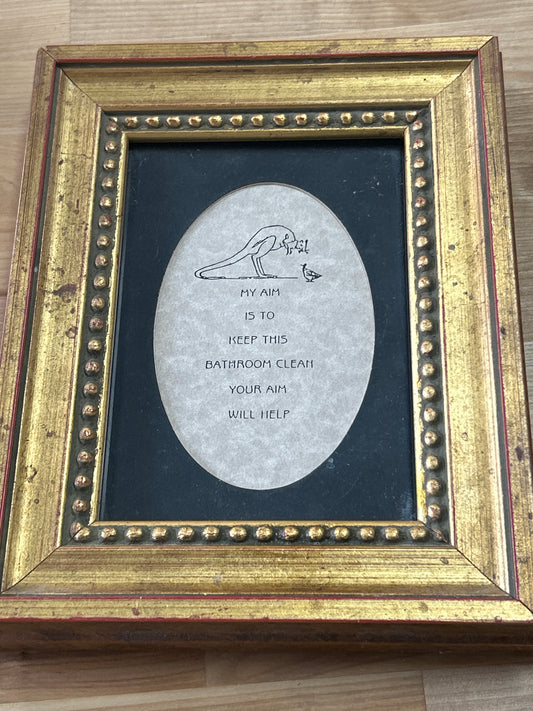 MY AIM
IS TO
KEEP THIS
BATHROOM CLEAN
YOUR AIM
WILL HELP